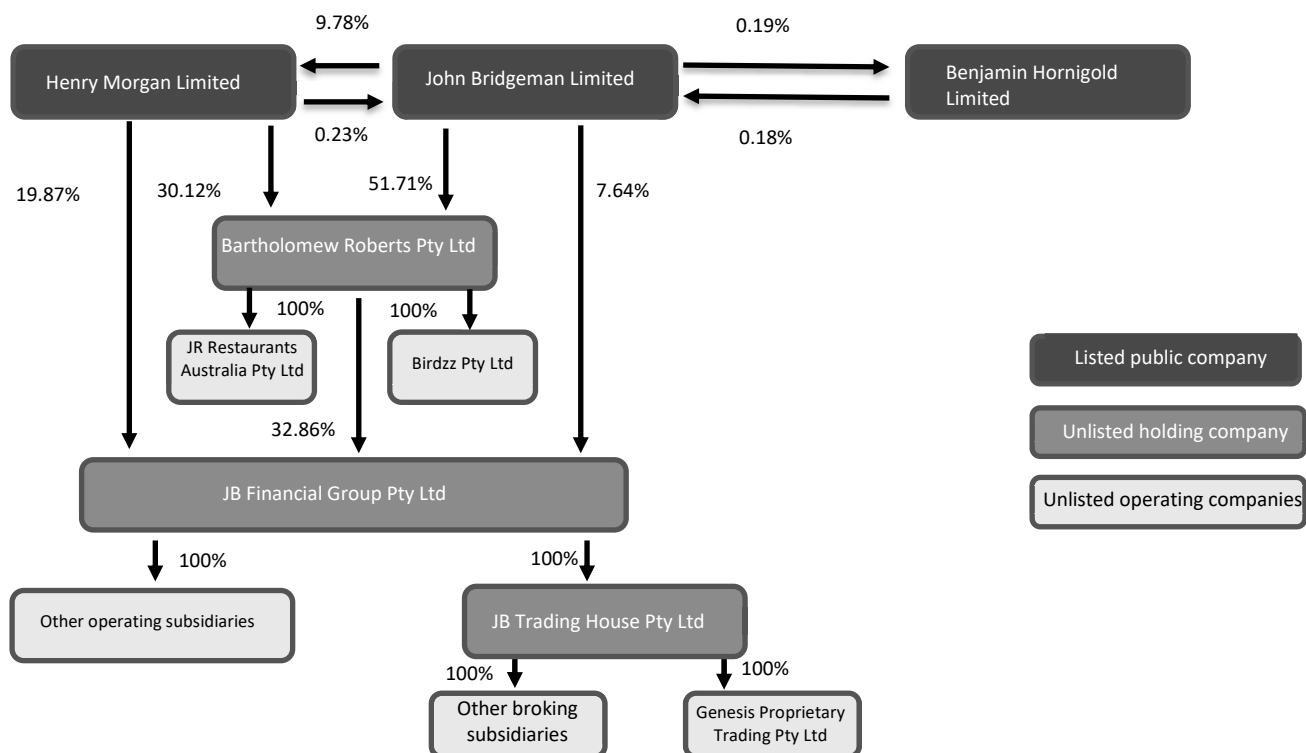 9.78%
0.19%
Henry Morgan Limited
John Bridgeman Limited
Benjamin Hornigold
Limited
0.23%
0.18%
19.87%
30.12%
51.71%
7.64%
Bartholomew Roberts Pty Ltd
100%
100%
JR Restaurants
Australia Pty Ltd
Birdzz Pty Ltd
Listed public company
32.86%
Unlisted holding company
JB Financial Group Pty Ltd
Unlisted operating companies
100%
100%
Other operating subsidiaries
JB Trading House Pty Ltd
100%
100%
Other broking
subsidiaries
Genesis Proprietary
Trading Pty Ltd